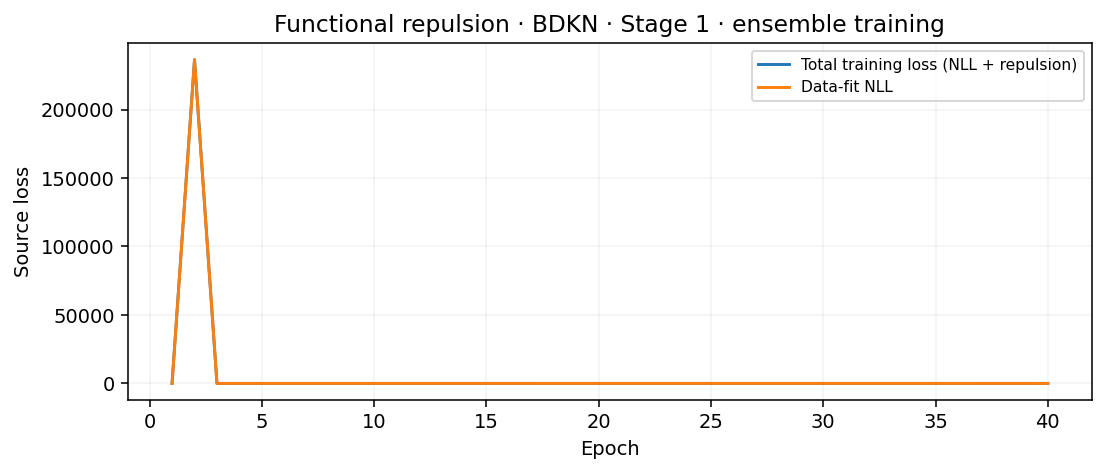 Functional repulsion · BDKN · Stage 1 · ensemble training
Total training loss (NLL + repulsion)
Data-fit NLL
Source loss
200000
150000
100000
50000
0
0 5 10 15 20 25 30 35 40
Epoch